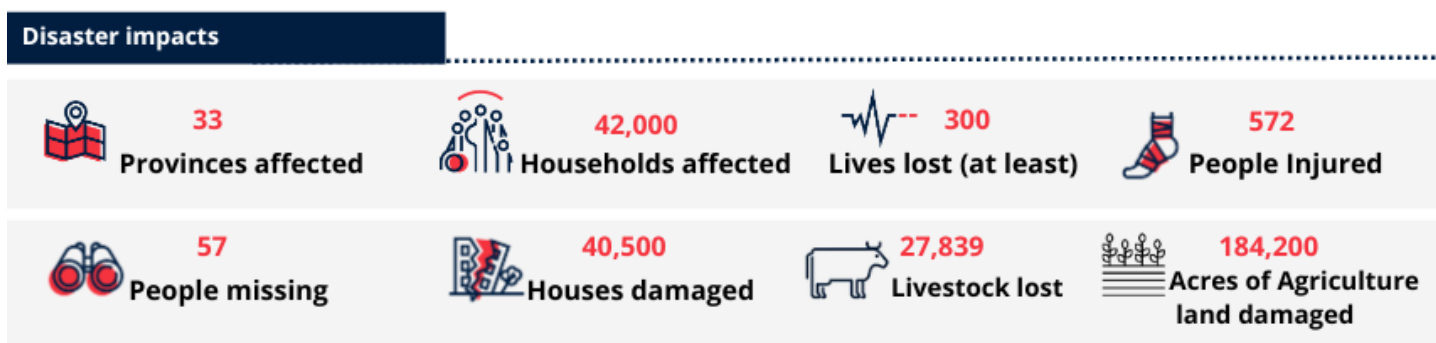 Disaster impacts
33
Provinces affected
42,000
Households affected
300
Lives lost (at least)
572
People Injured
57
People missing
40,500
Houses damaged
27,839
Livestock lost
184,200
Acres of Agriculture
land damaged